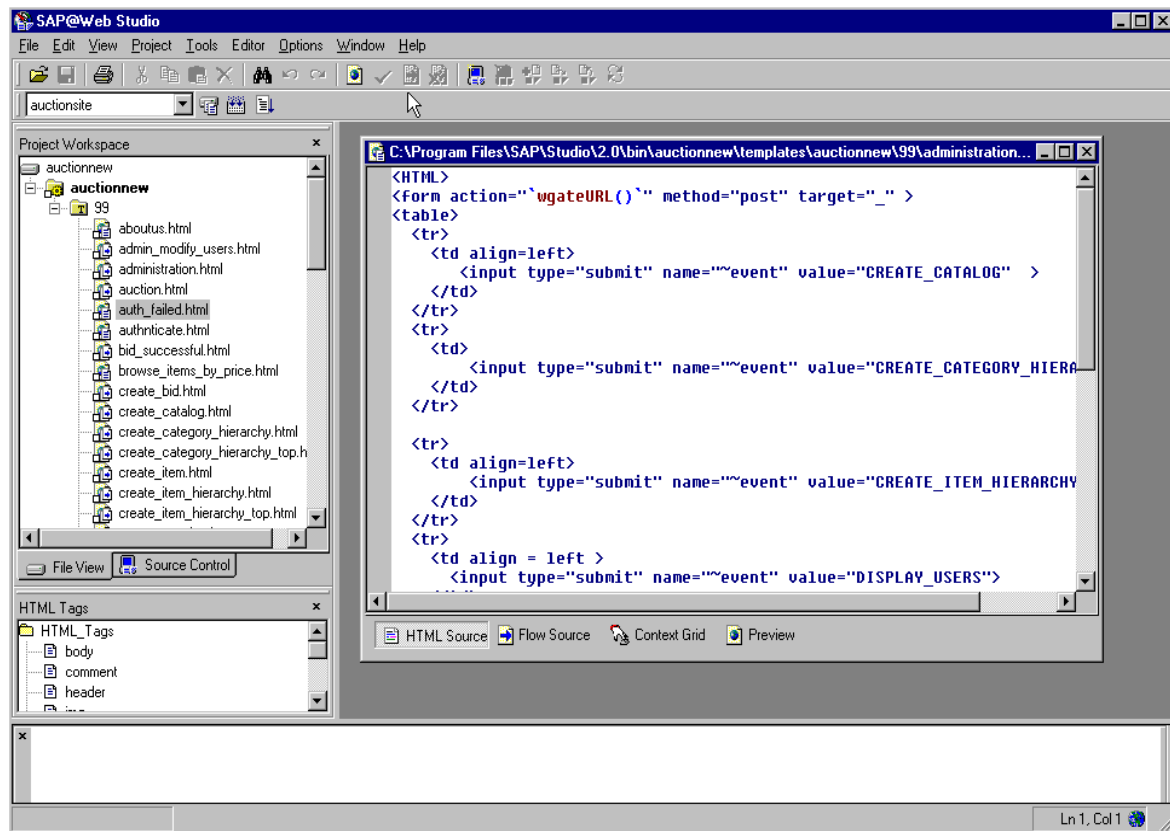 SAP@Web Studio
File Edit View Project Tools Editor Options Window Help
auctionsite
Project Workspace
auctionnew
auctionnew
99
aboutus.html
admin_modify_users.html
administration.html
auction.html
auth_failed.html
authnticate.html
bid_successful.html
browse_items_by_price.html
create_bid.html
create_catalog.html
create_category_hierarchy.html
create_category_hierarchy_top.h
create_item.html
create_item_hierarchy.html
create_item_hierarchy_top.html
File View Source Control
HTML Tags
HTML_Tags
body
comment
header
C:\Program Files\SAP\Studio\2.0\bin\auctionnew\templates\auctionnew\99\administration...
<HTML>
<form action="`wgateURL()`" method="post" target="_" >
<table>
<tr>
<td align=left>
<input type="submit" name="~event" value="CREATE_CATALOG" >
</td>
</tr>
<tr>
<td>
<input type="submit" name="~event" value="CREATE_CATEGORY_HIERA
</td>
</tr>
<tr>
<td align=left>
<input type="submit" name="~event" value="CREATE_ITEM_HIERARCHY
</td>
</tr>
<tr>
<td align = left >
<input type="submit" name="~event" value="DISPLAY_USERS">
HTML Source Flow Source Context Grid Preview
Ln 1, Col 1